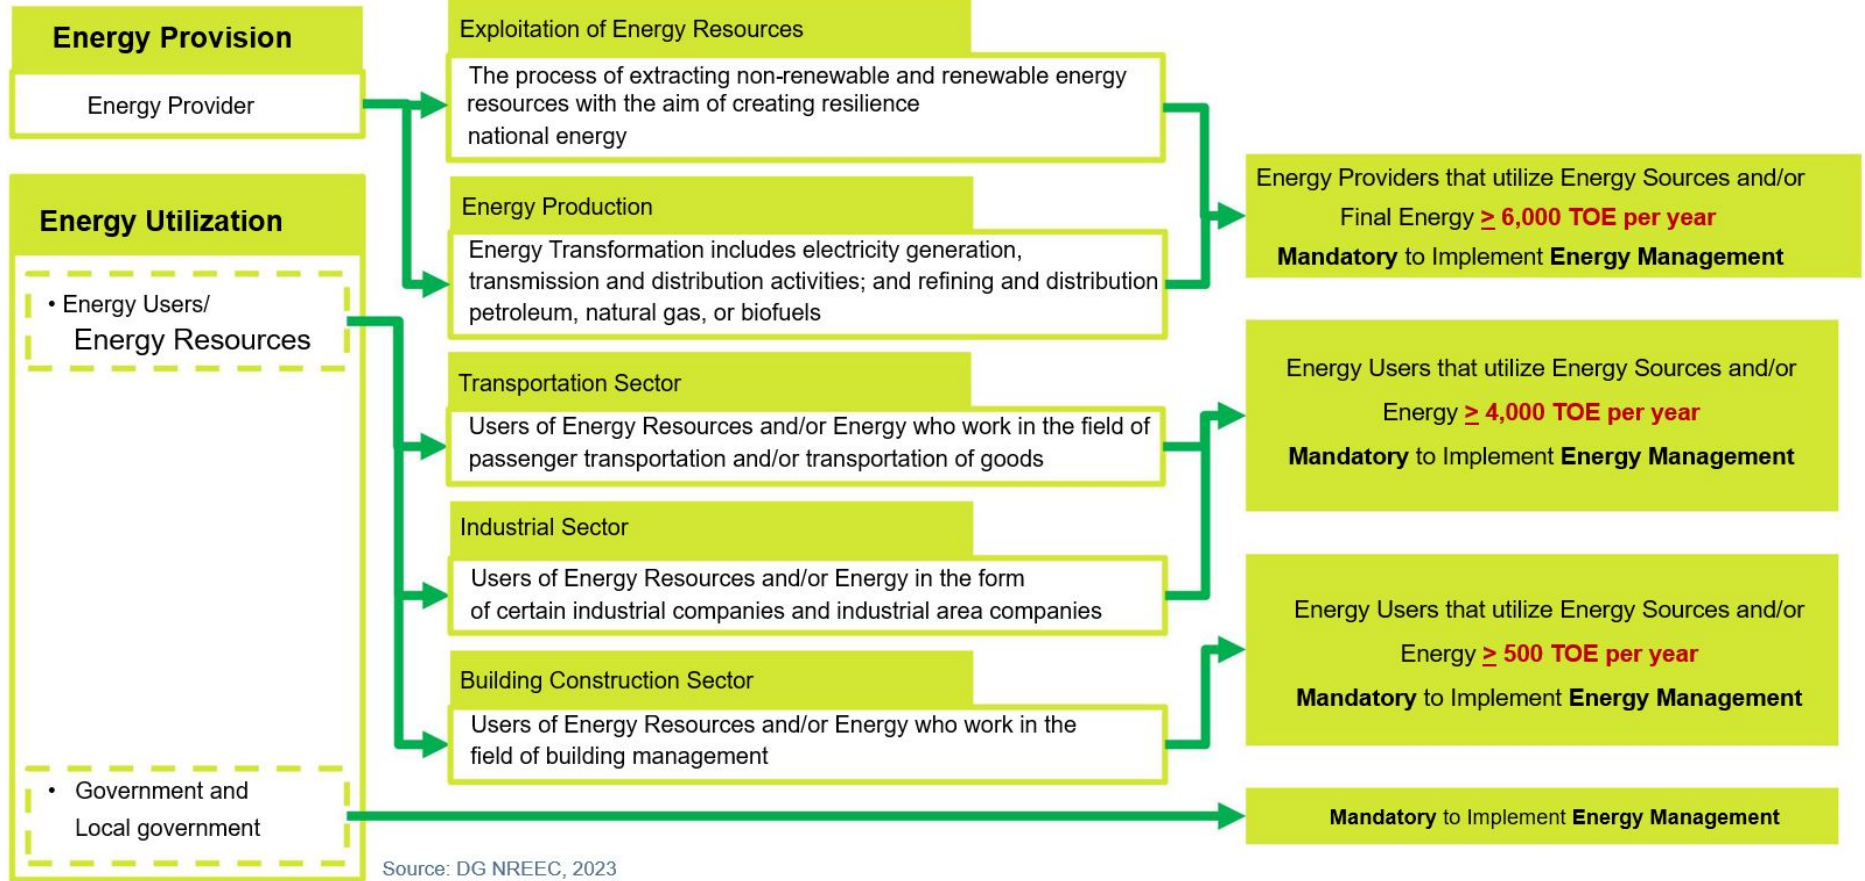 Energy Provision
Energy Provider
Energy Utilization
• Energy Users/
Energy Resources
• Government and
Local government
Exploitation of Energy Resources
The process of extracting non-renewable and renewable energy
resources with the aim of creating resilience
national energy
Energy Production
Energy Transformation includes electricity generation,
transmission and distribution activities; and refining and distribution
petroleum, natural gas, or biofuels
Transportation Sector
Users of Energy Resources and/or Energy who work in the field of
passenger transportation and/or transportation of goods
Industrial Sector
Users of Energy Resources and/or Energy in the form
of certain industrial companies and industrial area companies
Building Construction Sector
Users of Energy Resources and/or Energy who work in the
field of building management
Energy Providers that utilize Energy Sources and/or
Final Energy ≥ 6,000 TOE per year
Mandatory to Implement Energy Management
Energy Users that utilize Energy Sources and/or
Energy ≥ 4,000 TOE per year
Mandatory to Implement Energy Management
Energy Users that utilize Energy Sources and/or
Energy ≥ 500 TOE per year
Mandatory to Implement Energy Management
Mandatory to Implement Energy Management
Source: DG NREEC, 2023